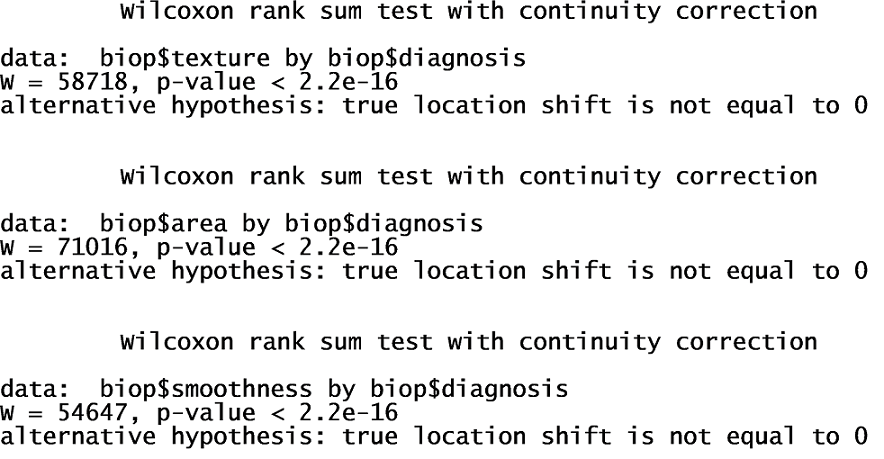 Wilcoxon rank sum test with continuity correction
data:  biop$texture by biop$diagnosis
W = 58718, p-value < 2.2e-16
alternative hypothesis: true location shift is not equal to 0
Wilcoxon rank sum test with continuity correction
data:  biop$area by biop$diagnosis
W = 71016, p-value < 2.2e-16
alternative hypothesis: true location shift is not equal to 0
Wilcoxon rank sum test with continuity correction
data:  biop$smoothness by biop$diagnosis
W = 54647, p-value < 2.2e-16
alternative hypothesis: true location shift is not equal to 0